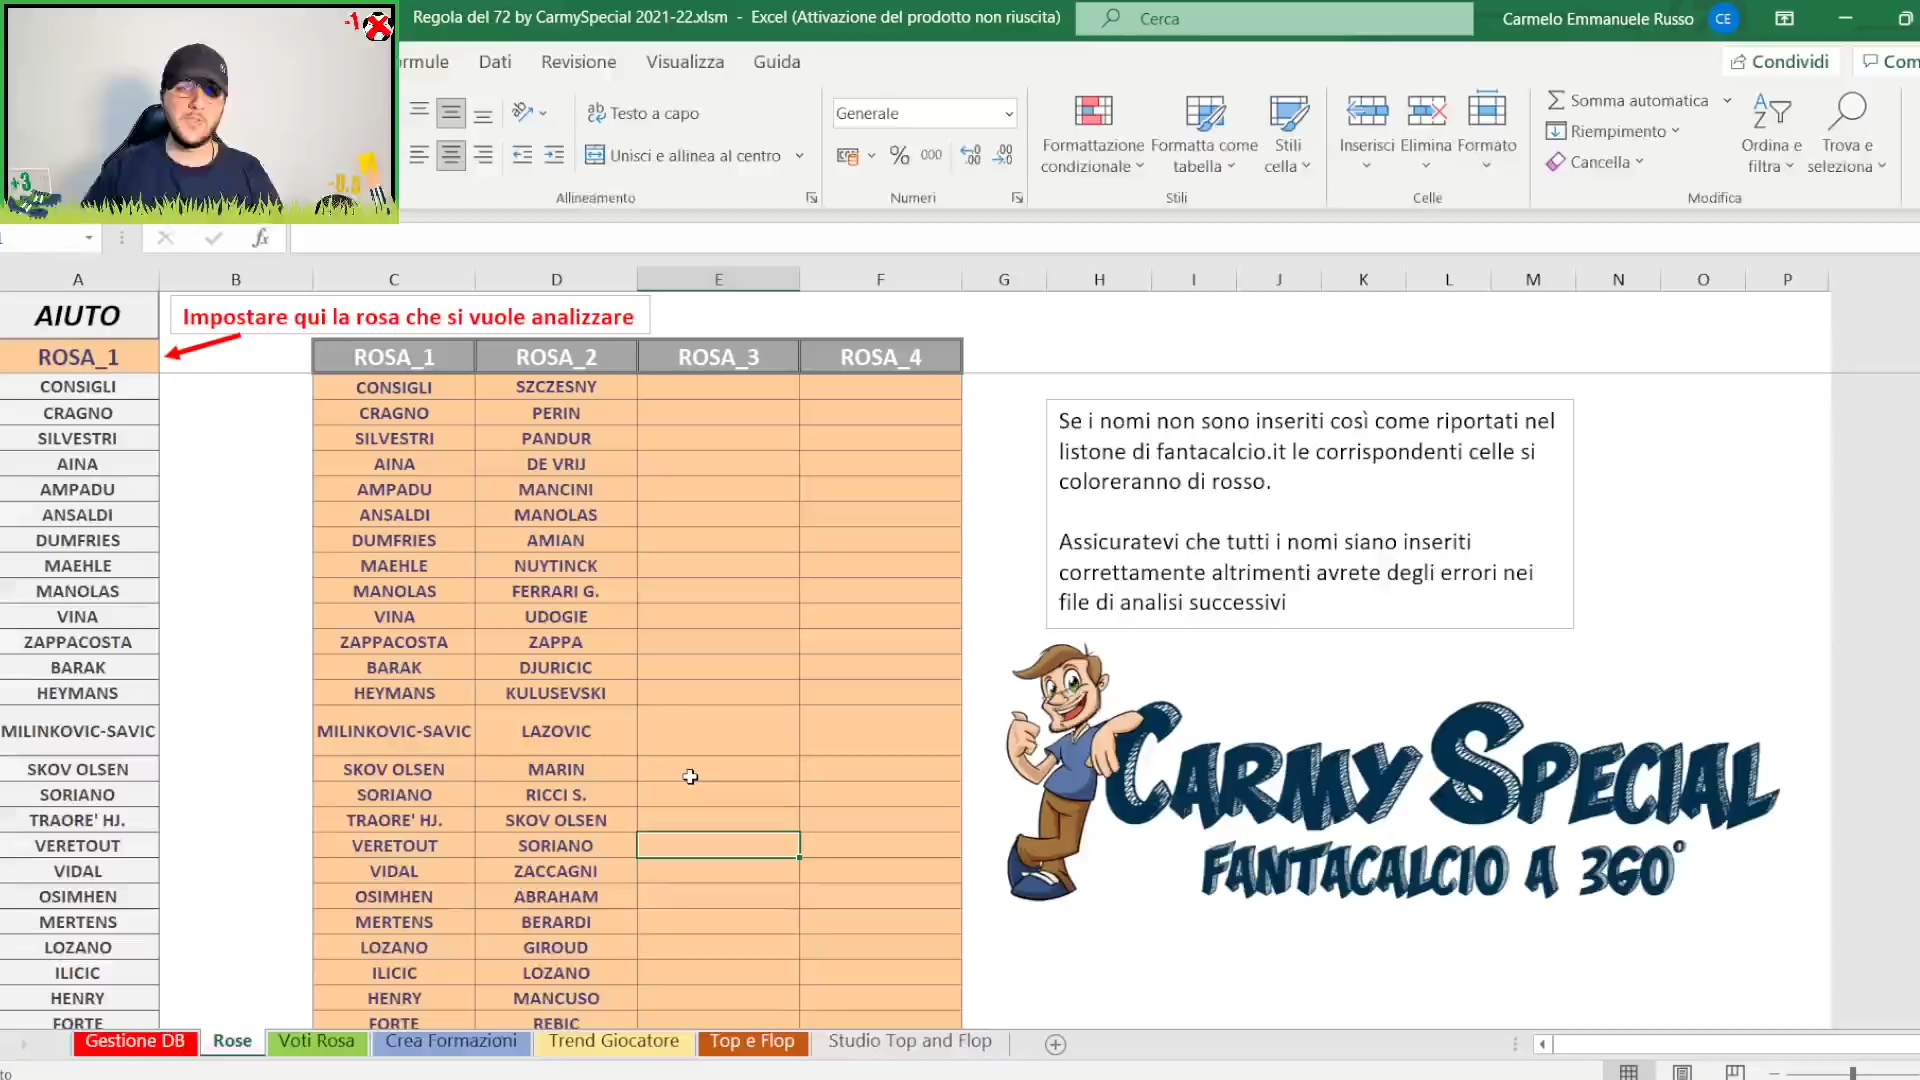 -1
+3
-0.5
Regola del 72 by CarmySpecial 2021-22.xlsm - Excel (Attivazione del prodotto non riuscita)
Cerca
Carmelo Emmanuele Russo
CE
Dati
Revisione
Visualizza
Guida
Condividi
Testo a capo
Unisci e allinea al centro
Allineamento
Generale
% 000
Numeri
Formattazione condizionale
Formatta come tabella
Stili cella
Stili
Inserisci
Elimina
Formato
Celle
Somma automatica
Riempimento
Cancella
Ordina e filtra
Trova e seleziona
Modifica
fx
A B C D E F G H I J K L M N O P
AIUTO
Impostare qui la rosa che si vuole analizzare
ROSA_1 ROSA_1 ROSA_2 ROSA_3 ROSA_4
CONSIGLI CONSIGLI SZCZESNY
CRAGNO CRAGNO PERIN
SILVESTRI SILVESTRI PANDUR
AINA AINA DE VRIJ
AMPADU AMPADU MANCINI
ANSALDI ANSALDI MANOLAS
DUMFRIES DUMFRIES AMIAN
MAEHLE MAEHLE NUYTINCK
MANOLAS MANOLAS FERRARI G.
VINA VINA UDOGIE
ZAPPACOSTA ZAPPACOSTA ZAPPA
BARAK BARAK DJURICIC
HEYMANS HEYMANS KULUSEVSKI
MILINKOVIC-SAVIC MILINKOVIC-SAVIC LAZOVIC
SKOV OLSEN SKOV OLSEN MARIN
SORIANO SORIANO RICCI S.
TRAORE' HJ. TRAORE' HJ. SKOV OLSEN
VERETOUT VERETOUT SORIANO
VIDAL VIDAL ZACCAGNI
OSIMHEN OSIMHEN ABRAHAM
MERTENS MERTENS BERARDI
LOZANO LOZANO GIROUD
ILICIC ILICIC LOZANO
HENRY HENRY MANCUSO
FORTE FORTE REBIC
Se i nomi non sono inseriti così come riportati nel
listone di fantacalcio.it le corrispondenti celle si
coloreranno di rosso.
Assicuratevi che tutti i nomi siano inseriti
correttamente altrimenti avrete degli errori nei
file di analisi successivi
CARMY SPECIAL
FANTACALCIO A 360°
Gestione DB
Rose
Voti Rosa
Crea Formazioni
Trend Giocatore
Top e Flop
Studio Top and Flop